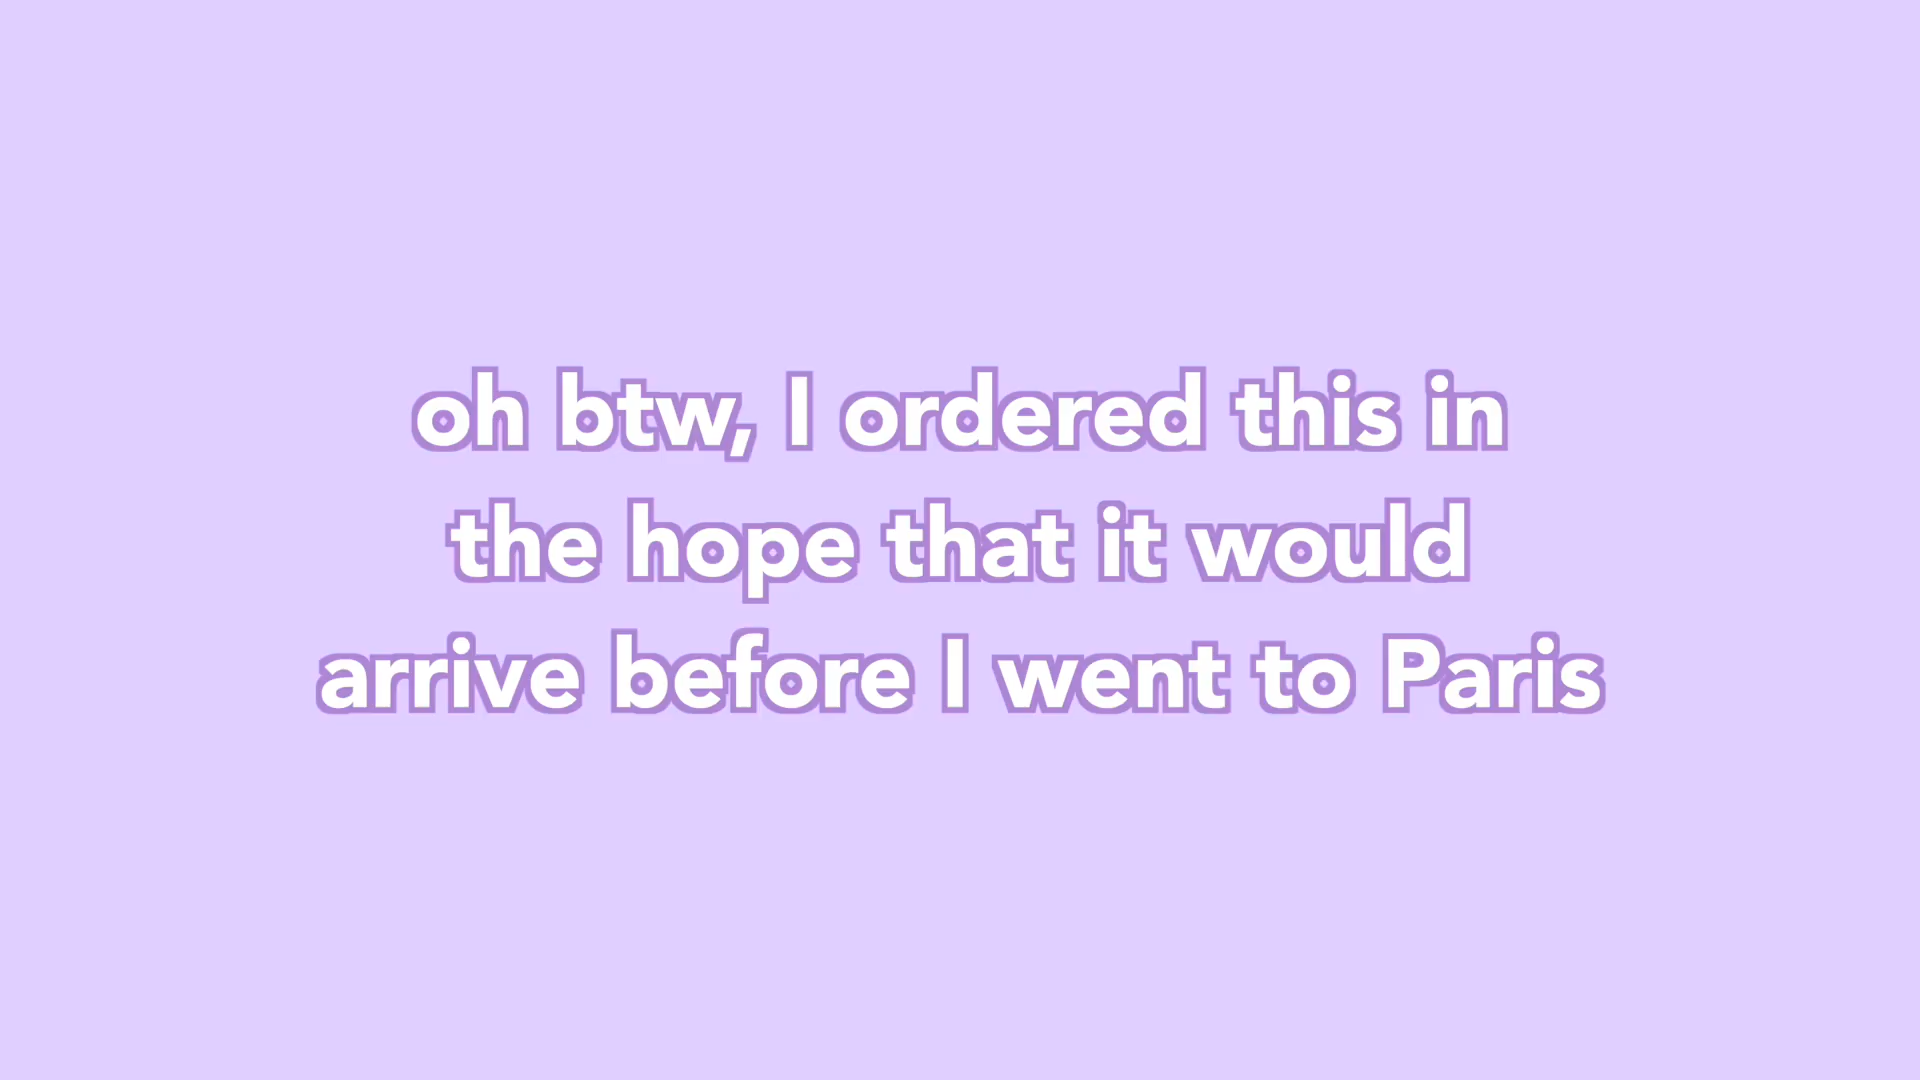 oh btw, I ordered this in
the hope that it would
arrive before I went to Paris